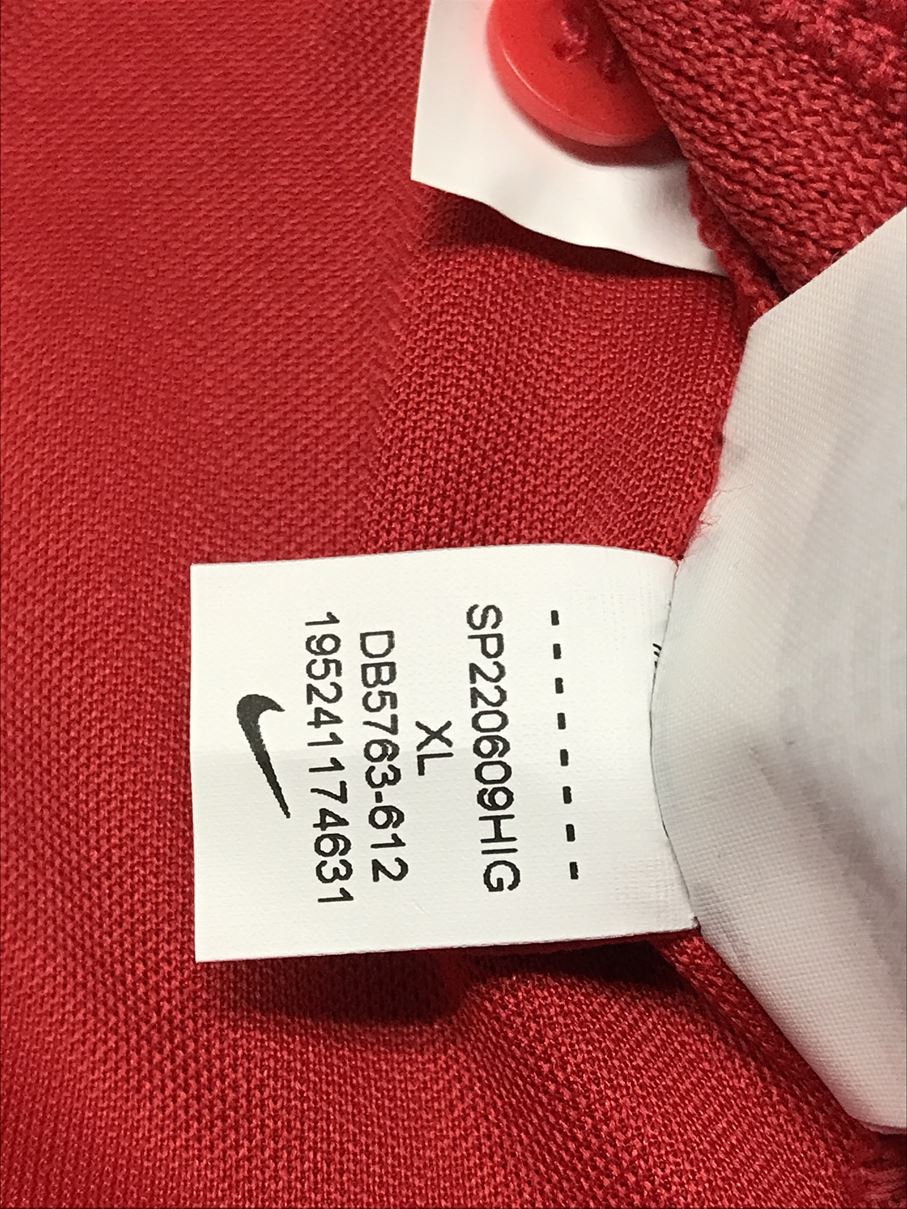 - - - - - - -
SP220609HIG
XL
DB5763-612
195241174631